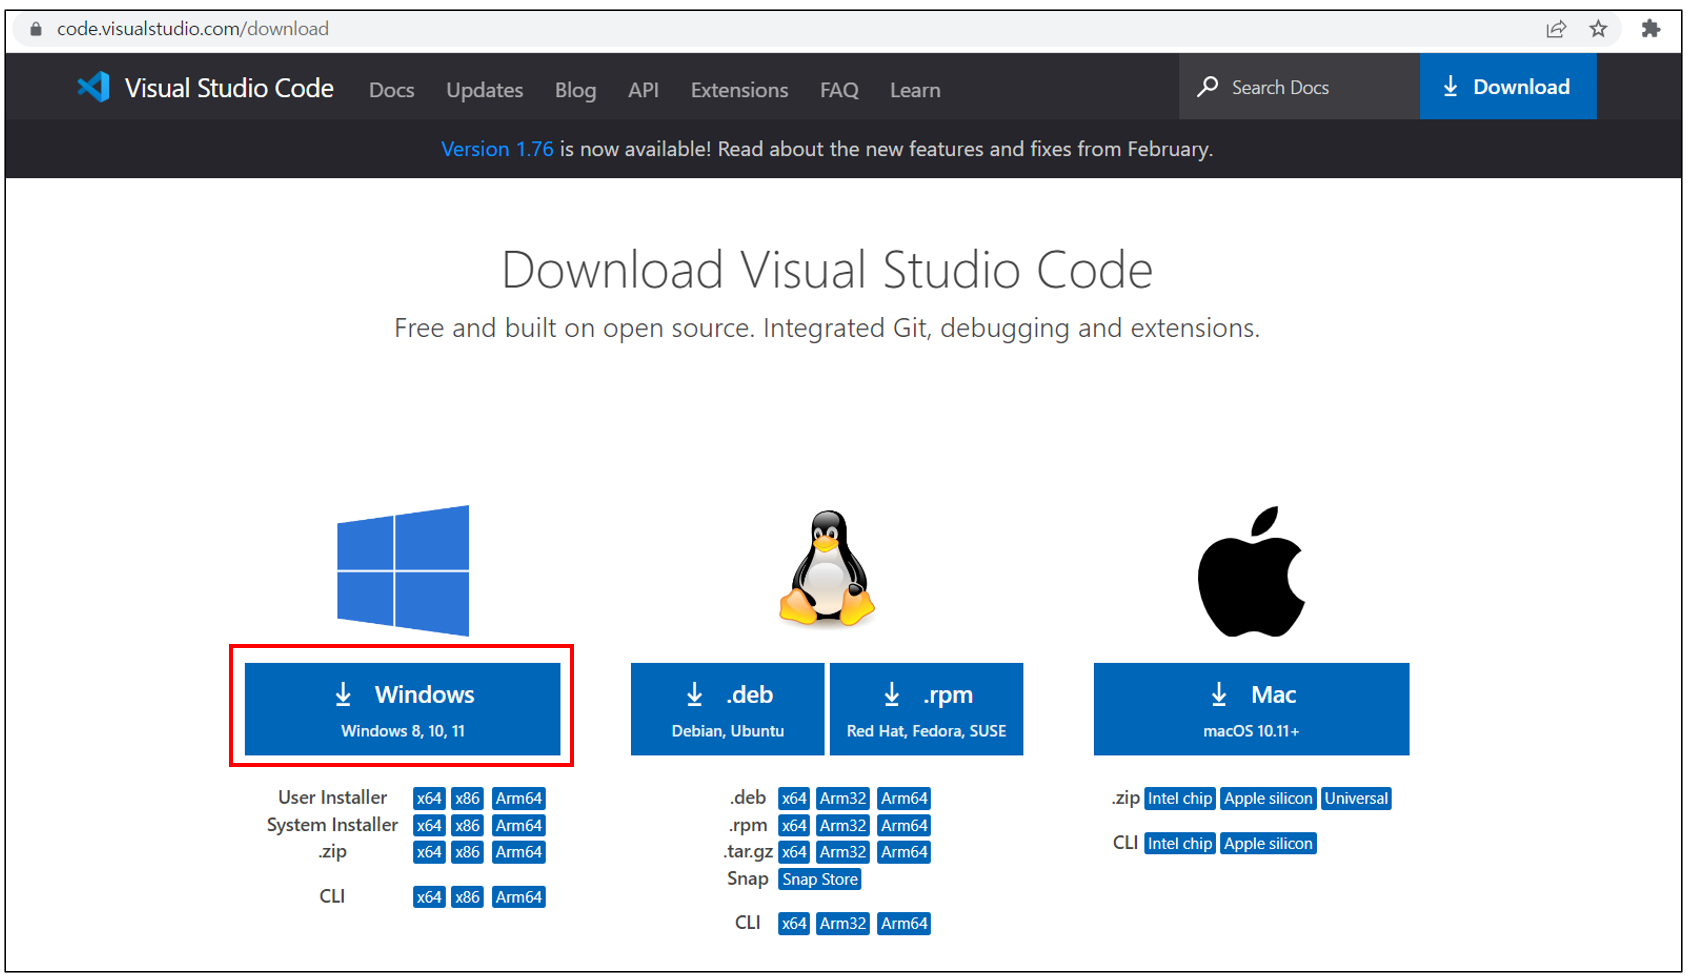 code.visualstudio.com/download
Visual Studio Code Docs Updates Blog API Extensions FAQ Learn Search Docs Download
Version 1.76 is now available! Read about the new features and fixes from February.
Download Visual Studio Code
Free and built on open source. Integrated Git, debugging and extensions.
Windows
Windows 8, 10, 11
User Installer x64 x86 Arm64
System Installer x64 x86 Arm64
.zip x64 x86 Arm64
CLI x64 x86 Arm64
.deb
Debian, Ubuntu
.rpm
Red Hat, Fedora, SUSE
.deb x64 Arm32 Arm64
.rpm x64 Arm32 Arm64
.tar.gz x64 Arm32 Arm64
Snap Snap Store
CLI x64 Arm32 Arm64
Mac
macOS 10.11+
.zip Intel chip Apple silicon Universal
CLI Intel chip Apple silicon